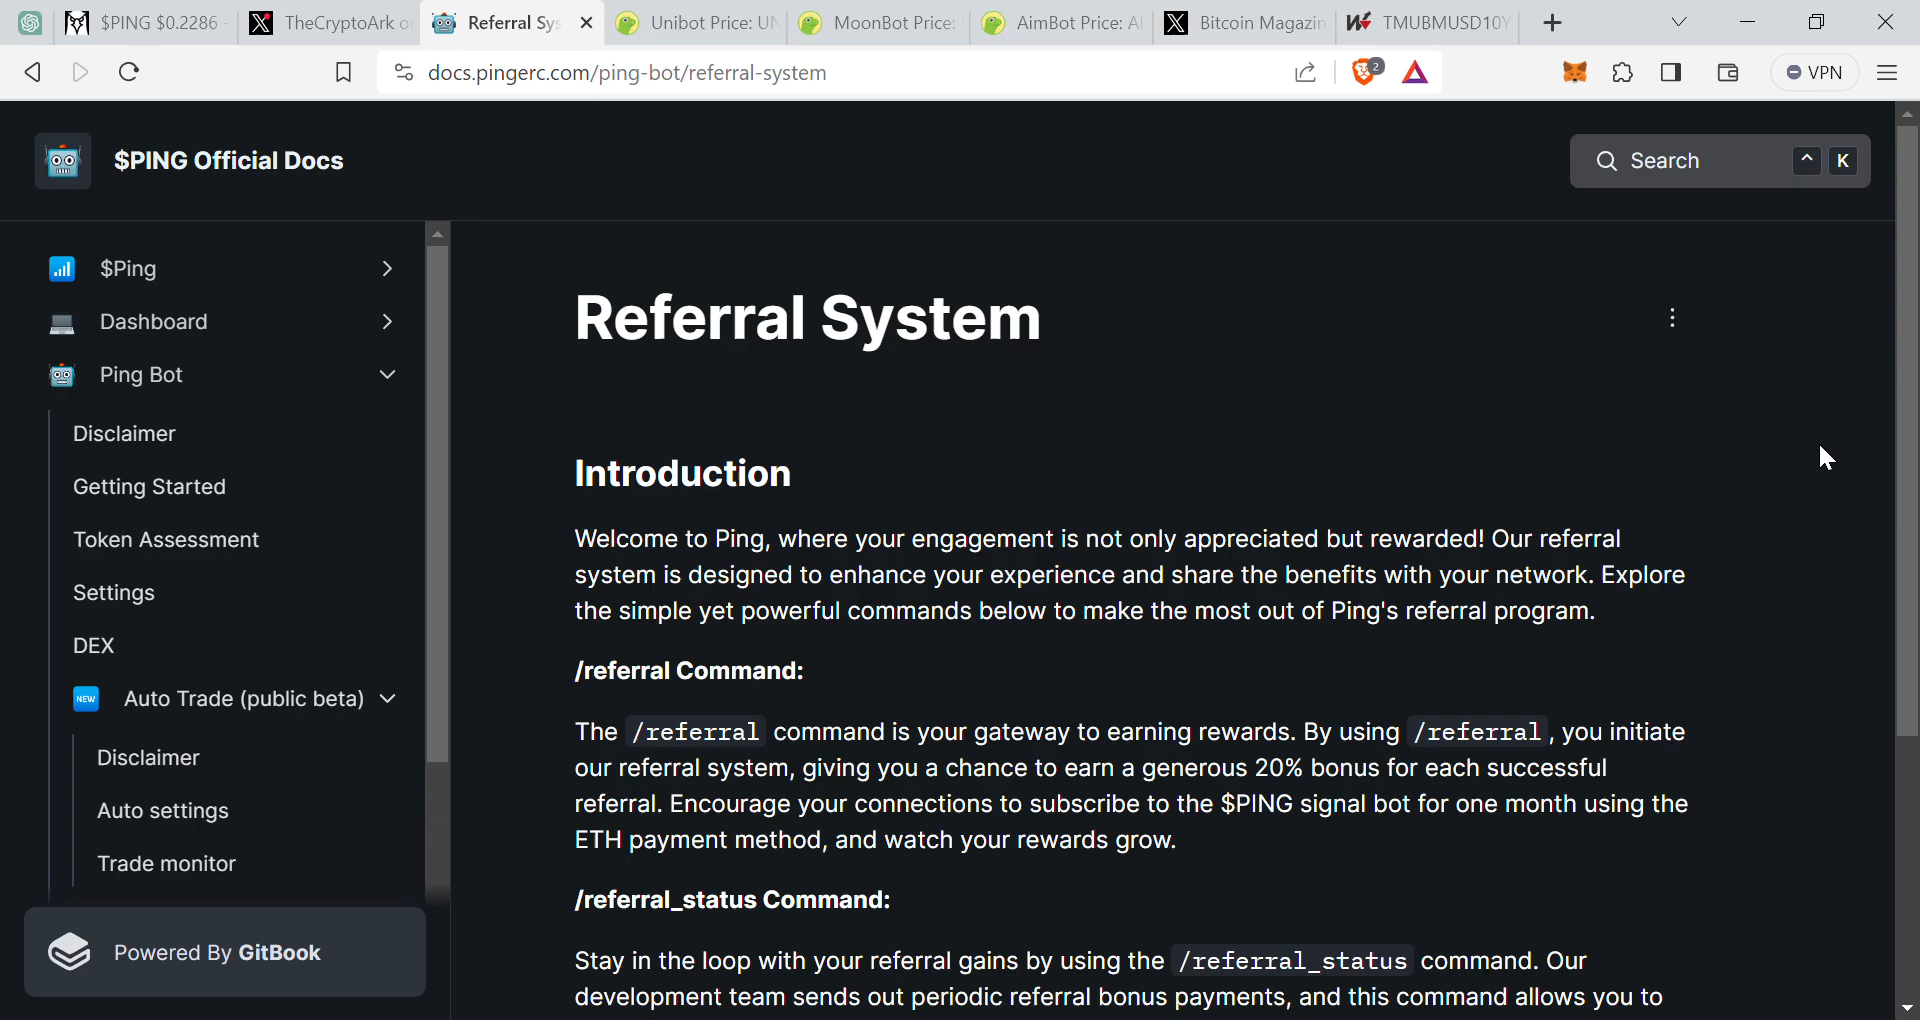 $PING $0.2286 -
TheCryptoArk o
Referral Sys
Unibot Price: UN
MoonBot Price:
AimBot Price: AI
Bitcoin Magazin
TMUBMUSD10Y
docs.pingerc.com/ping-bot/referral-system
2
VPN
$PING Official Docs
Search
^ K
$Ping
Dashboard
Ping Bot
Disclaimer
Getting Started
Token Assessment
Settings
DEX
NEW Auto Trade (public beta)
Disclaimer
Auto settings
Trade monitor
Powered By GitBook
Referral System
Introduction
Welcome to Ping, where your engagement is not only appreciated but rewarded! Our referral
system is designed to enhance your experience and share the benefits with your network. Explore
the simple yet powerful commands below to make the most out of Ping's referral program.
/referral Command:
The /referral command is your gateway to earning rewards. By using /referral, you initiate
our referral system, giving you a chance to earn a generous 20% bonus for each successful
referral. Encourage your connections to subscribe to the $PING signal bot for one month using the
ETH payment method, and watch your rewards grow.
/referral_status Command:
Stay in the loop with your referral gains by using the /referral_status command. Our
development team sends out periodic referral bonus payments, and this command allows you to